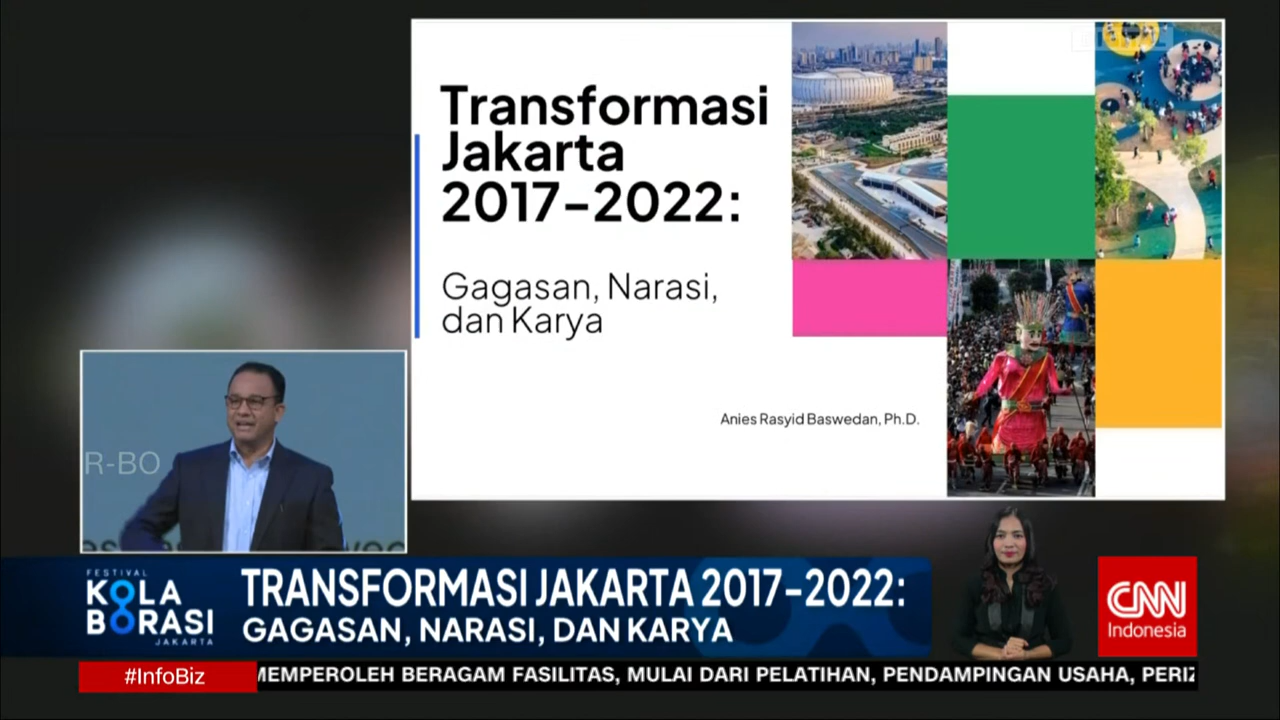 Transformasi
Jakarta
2017–2022:
Gagasan, Narasi,
dan Karya
Anies Rasyid Baswedan, Ph.D.
R-BO
FESTIVAL
KOLA
BORASI
JAKARTA
TRANSFORMASI JAKARTA 2017–2022:
GAGASAN, NARASI, DAN KARYA
CNN
Indonesia
#InfoBiz
MEMPEROLEH BERAGAM FASILITAS, MULAI DARI PELATIHAN, PENDAMPINGAN USAHA, PERIZ